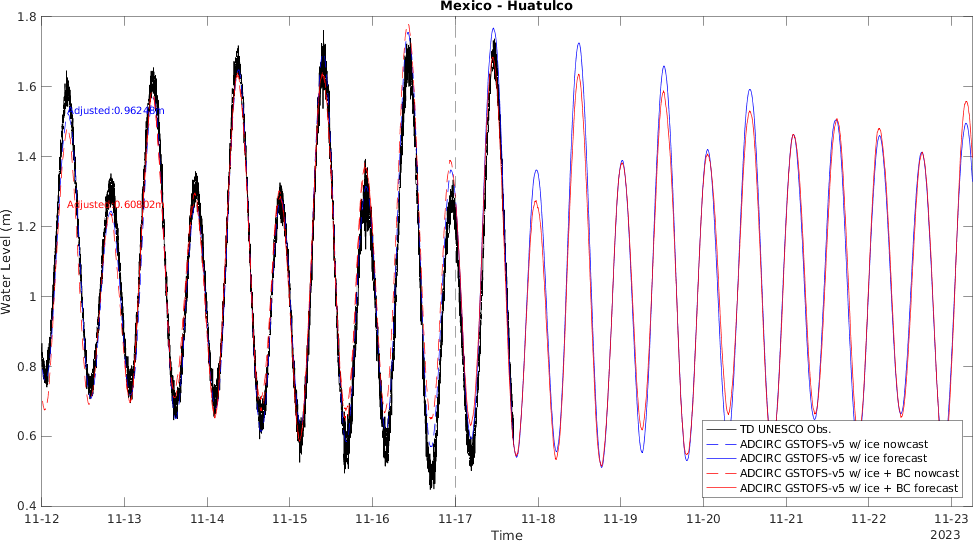 Mexico - Huatulco
Water Level (m)
1.8
1.6
1.4
1.2
1
0.8
0.6
0.4
Adjusted:0.96248m
Adjusted:0.60802m
TD UNESCO Obs.
ADCIRC GSTOFS-v5 w/ ice nowcast
ADCIRC GSTOFS-v5 w/ ice forecast
ADCIRC GSTOFS-v5 w/ ice + BC nowcast
ADCIRC GSTOFS-v5 w/ ice + BC forecast
11-12 11-13 11-14 11-15 11-16 11-17 11-18 11-19 11-20 11-21 11-22 11-23
Time
2023